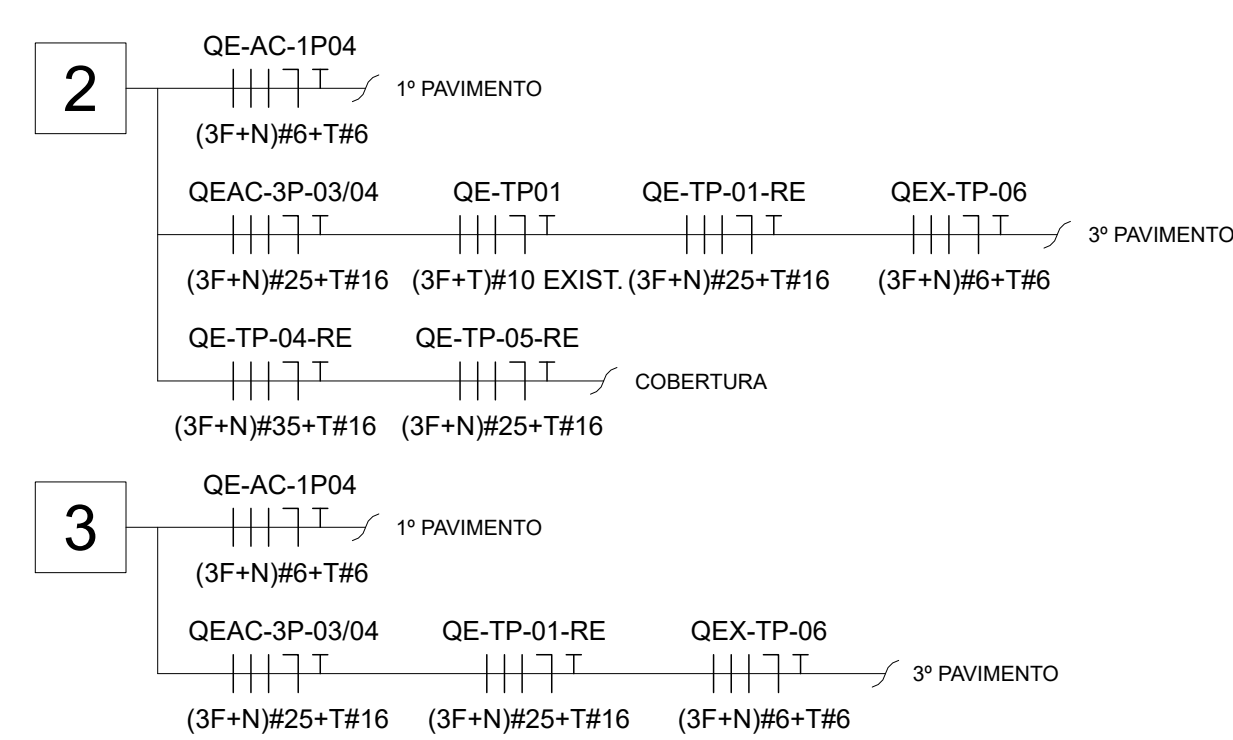 2
QE-AC-1P04
1º PAVIMENTO
(3F+N)#6+T#6
QEAC-3P-03/04 QE-TP01 QE-TP-01-RE QEX-TP-06
3º PAVIMENTO
(3F+N)#25+T#16 (3F+T)#10 EXIST. (3F+N)#25+T#16 (3F+N)#6+T#6
QE-TP-04-RE QE-TP-05-RE
COBERTURA
(3F+N)#35+T#16 (3F+N)#25+T#16
3
QE-AC-1P04
1º PAVIMENTO
(3F+N)#6+T#6
QEAC-3P-03/04 QE-TP-01-RE QEX-TP-06
3º PAVIMENTO
(3F+N)#25+T#16 (3F+N)#25+T#16 (3F+N)#6+T#6